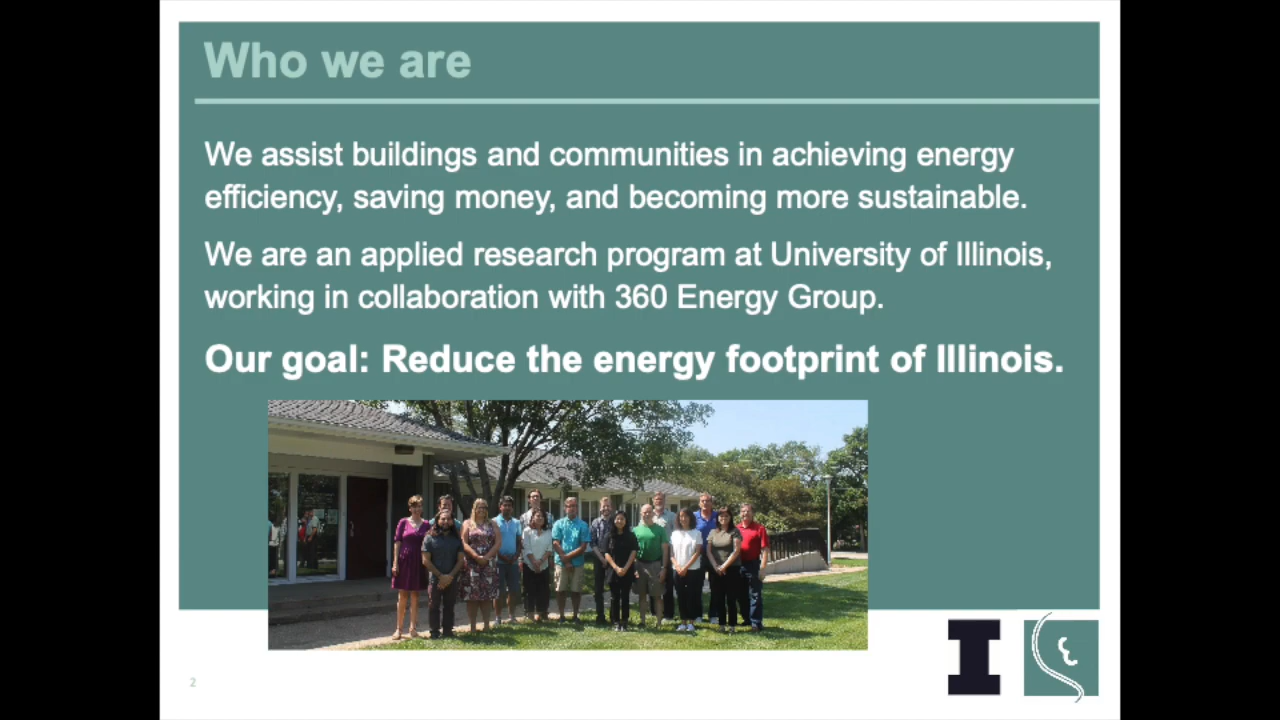 Who we are
We assist buildings and communities in achieving energy
efficiency, saving money, and becoming more sustainable.
We are an applied research program at University of Illinois,
working in collaboration with 360 Energy Group.
Our goal: Reduce the energy footprint of Illinois.
2
I